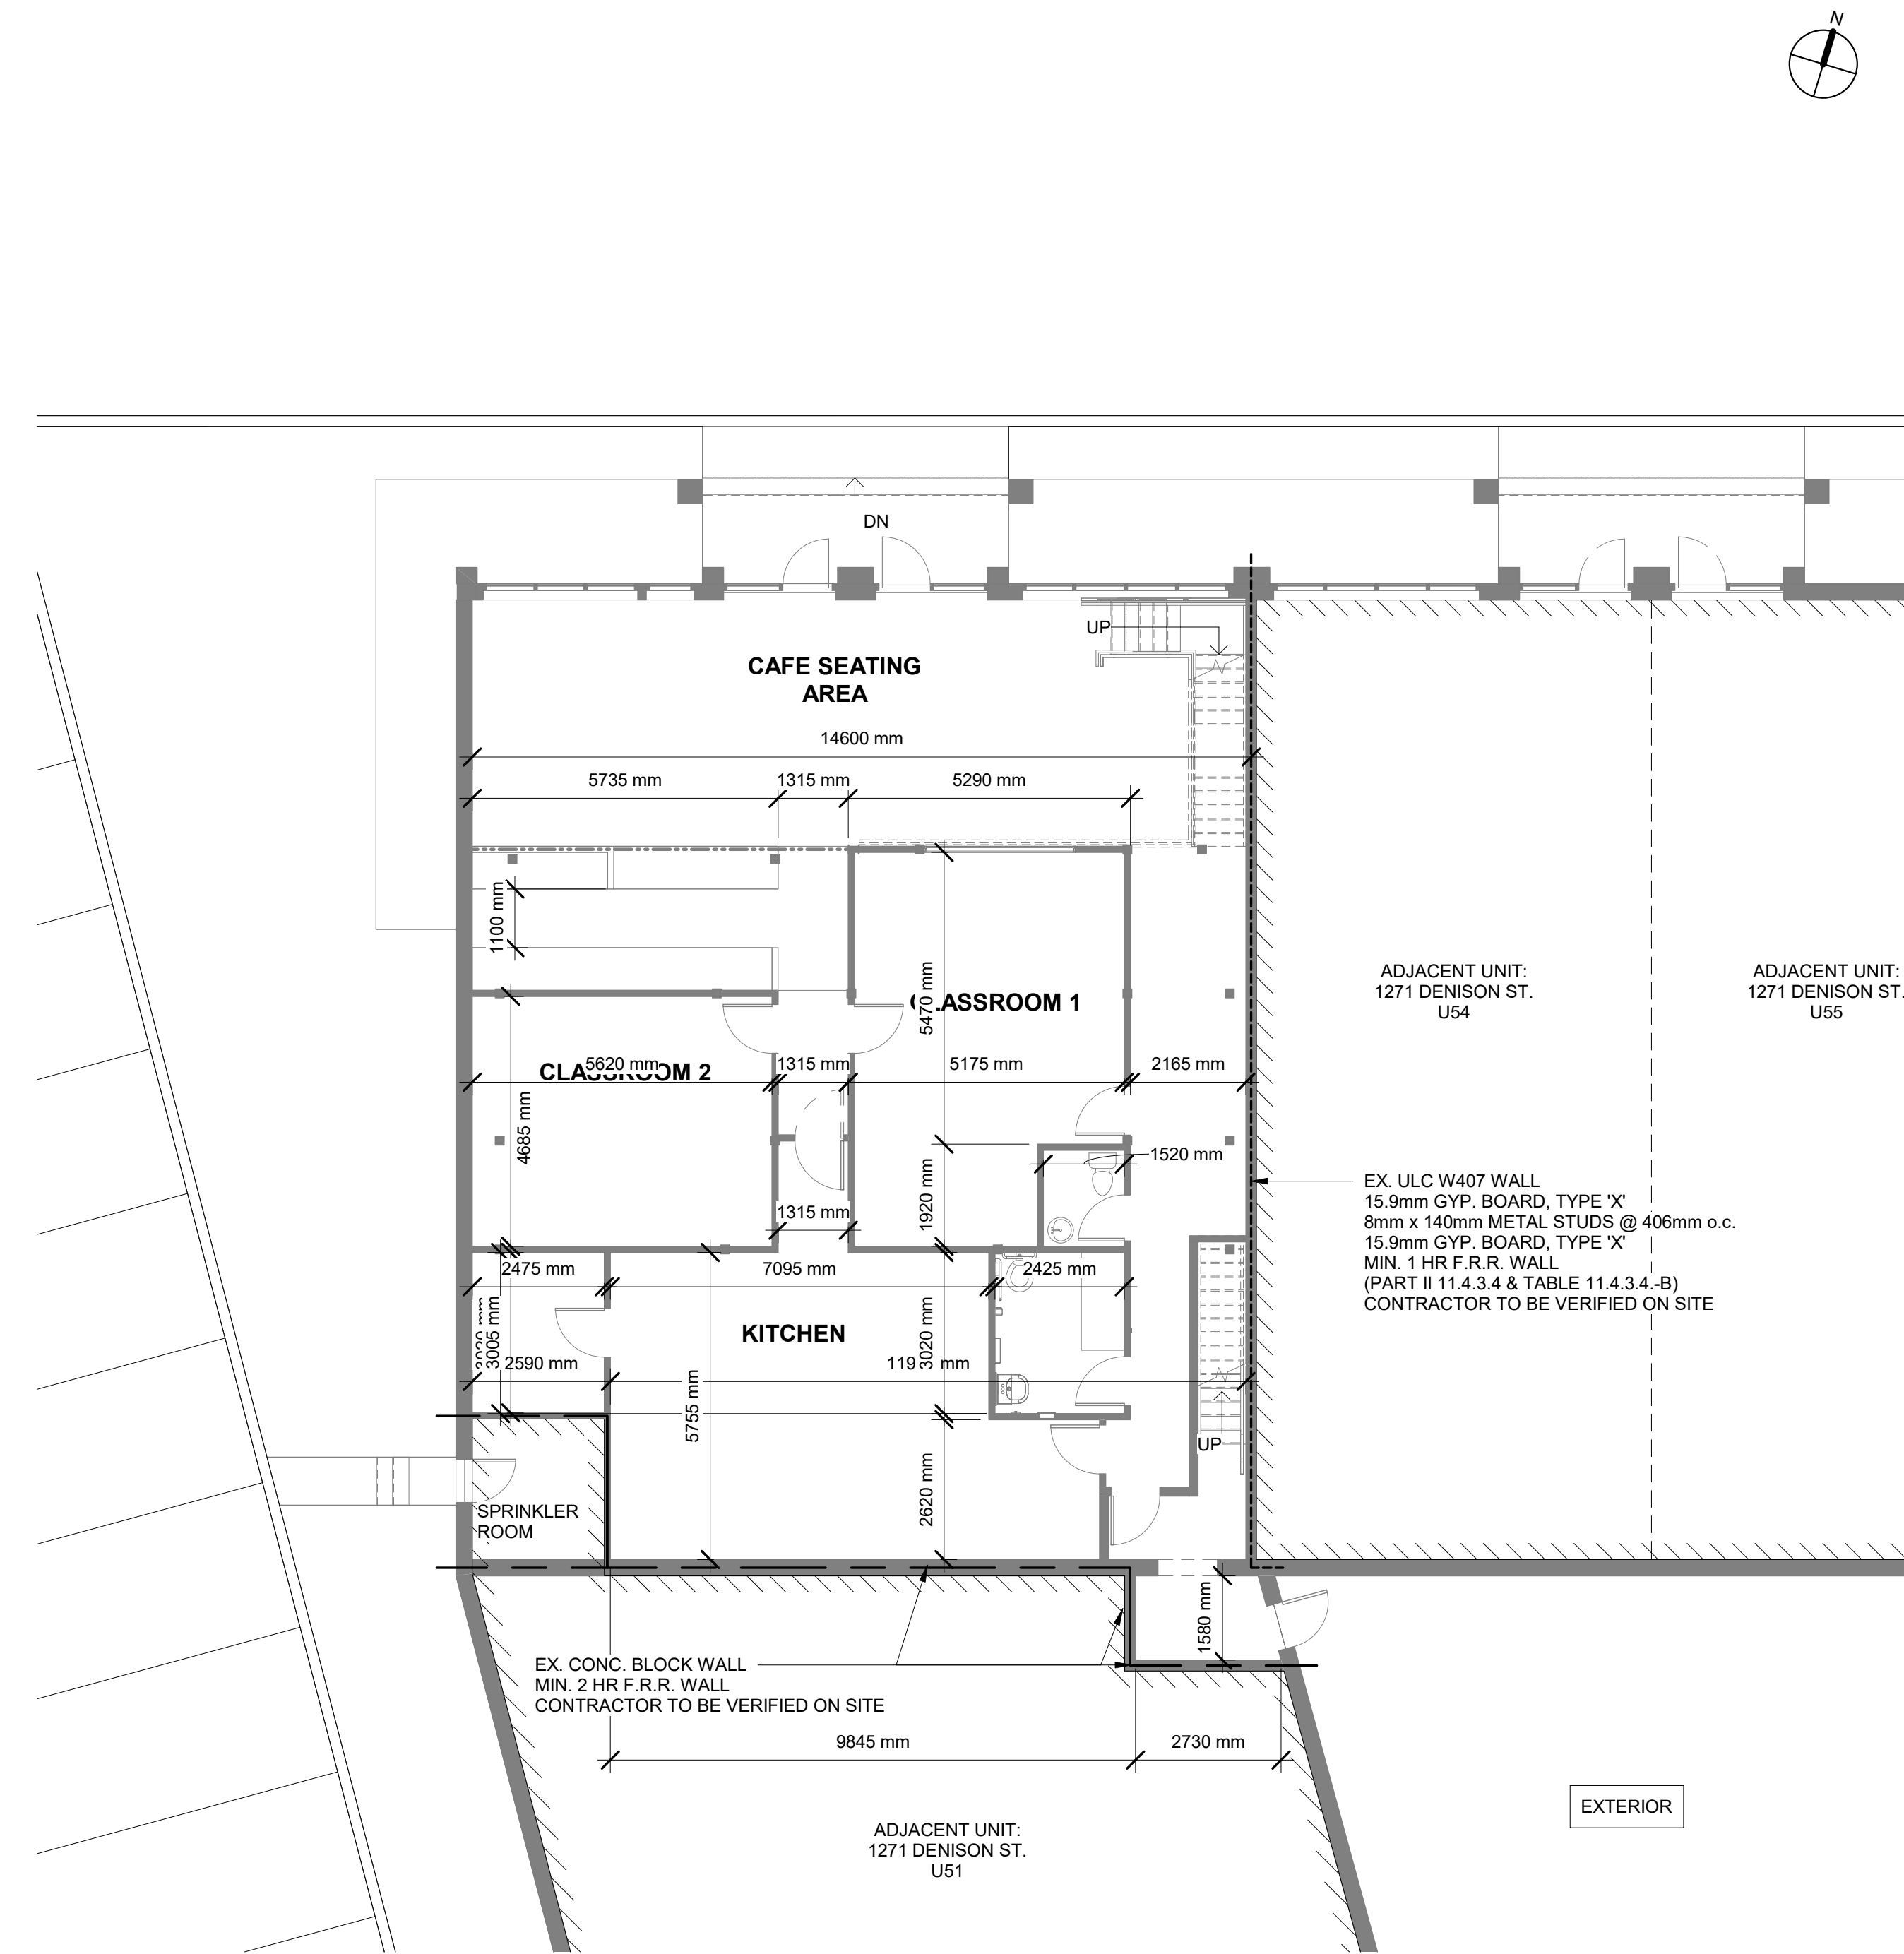 N
DN
UP
CAFE SEATING
AREA
14600 mm
5735 mm
1315 mm
5290 mm
1100 mm
ADJACENT UNIT:
1271 DENISON ST.
U54
ADJACENT UNIT:
1271 DENISON ST.
U55
5470 mm
CLASSROOM 1
CLASSROOM 2
5620 mm
1315 mm
5175 mm
2165 mm
4685 mm
1520 mm
1920 mm
1315 mm
EX. ULC W407 WALL
15.9mm GYP. BOARD, TYPE 'X'
8mm x 140mm METAL STUDS @ 406mm o.c.
15.9mm GYP. BOARD, TYPE 'X'
MIN. 1 HR F.R.R. WALL
(PART II 11.4.3.4 & TABLE 11.4.3.4.-B)
CONTRACTOR TO BE VERIFIED ON SITE
2475 mm
7095 mm
2425 mm
KITCHEN
3020 mm
3005 mm
2590 mm
3020 mm
119 mm
5755 mm
UP
2620 mm
SPRINKLER
ROOM
1580 mm
EX. CONC. BLOCK WALL
MIN. 2 HR F.R.R. WALL
CONTRACTOR TO BE VERIFIED ON SITE
9845 mm
2730 mm
EXTERIOR
ADJACENT UNIT:
1271 DENISON ST.
U51